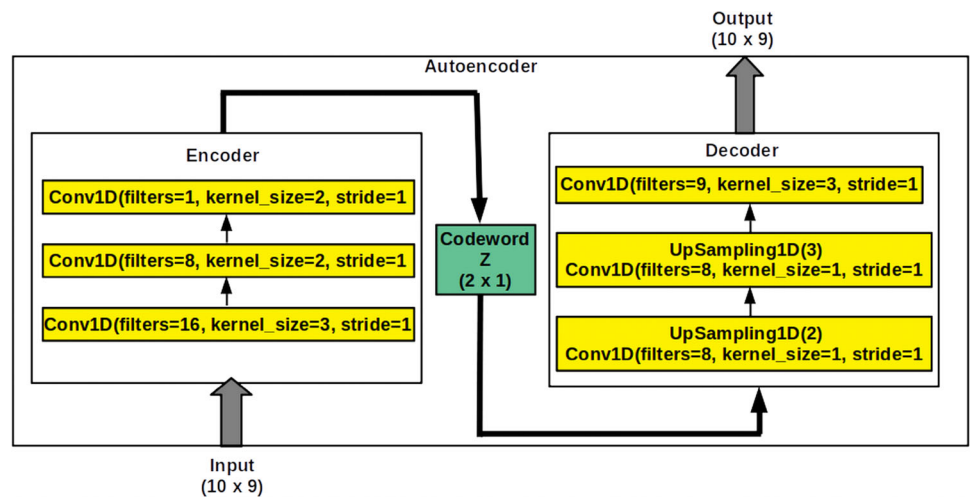 Output
(10 x 9)
Autoencoder
Encoder
Conv1D(filters=1, kernel_size=2, stride=1
Conv1D(filters=8, kernel_size=2, stride=1
Conv1D(filters=16, kernel_size=3, stride=1
Codeword
Z
(2 x 1)
Decoder
Conv1D(filters=9, kernel_size=3, stride=1
UpSampling1D(3)
Conv1D(filters=8, kernel_size=1, stride=1
UpSampling1D(2)
Conv1D(filters=8, kernel_size=1, stride=1
Input
(10 x 9)